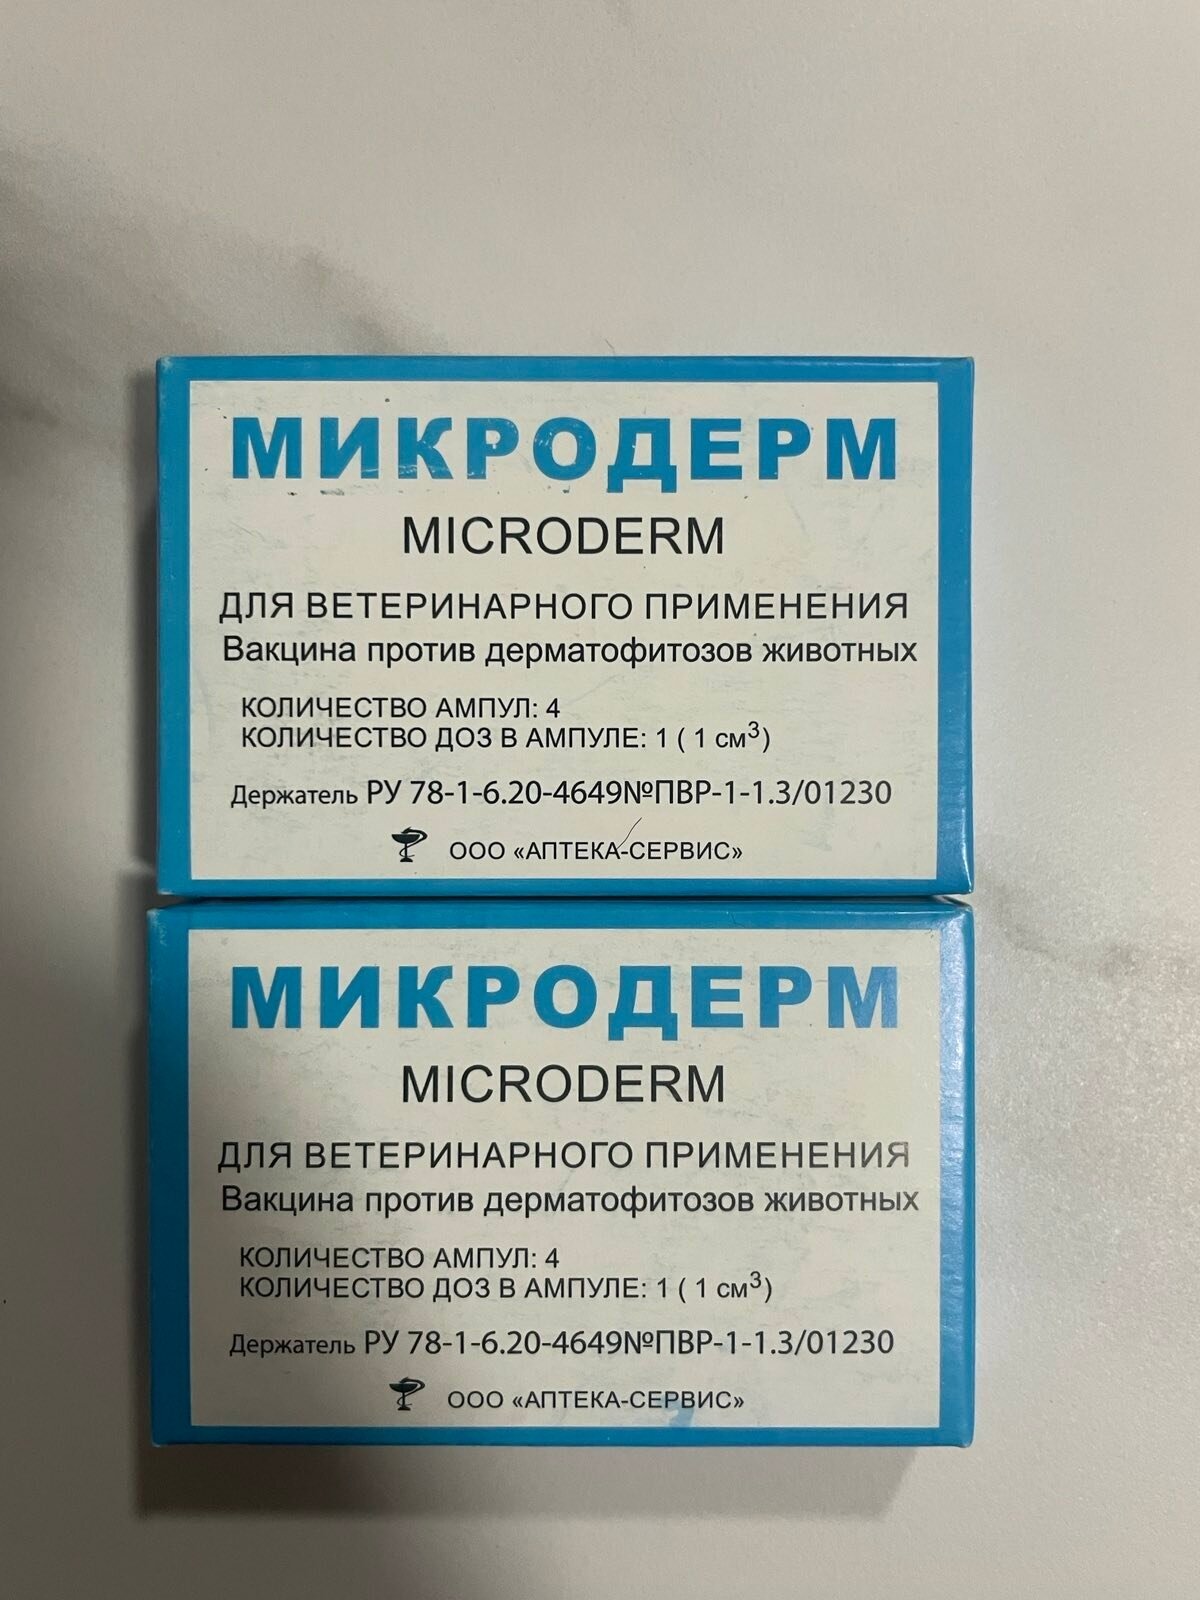 МИКРОДЕРМ
MICRODERM
ДЛЯ ВЕТЕРИНАРНОГО ПРИМЕНЕНИЯ
Вакцина против дерматофитозов животных
КОЛИЧЕСТВО АМПУЛ: 4
КОЛИЧЕСТВО ДОЗ В АМПУЛЕ: 1 ( 1 см³)
Держатель РУ 78-1-6.20-4649№ПВР-1-1.3/01230
ООО «АПТЕКА-СЕРВИС»
МИКРОДЕРМ
MICRODERM
ДЛЯ ВЕТЕРИНАРНОГО ПРИМЕНЕНИЯ
Вакцина против дерматофитозов животных
КОЛИЧЕСТВО АМПУЛ: 4
КОЛИЧЕСТВО ДОЗ В АМПУЛЕ: 1 ( 1 см³)
Держатель РУ 78-1-6.20-4649№ПВР-1-1.3/01230
ООО «АПТЕКА-СЕРВИС»